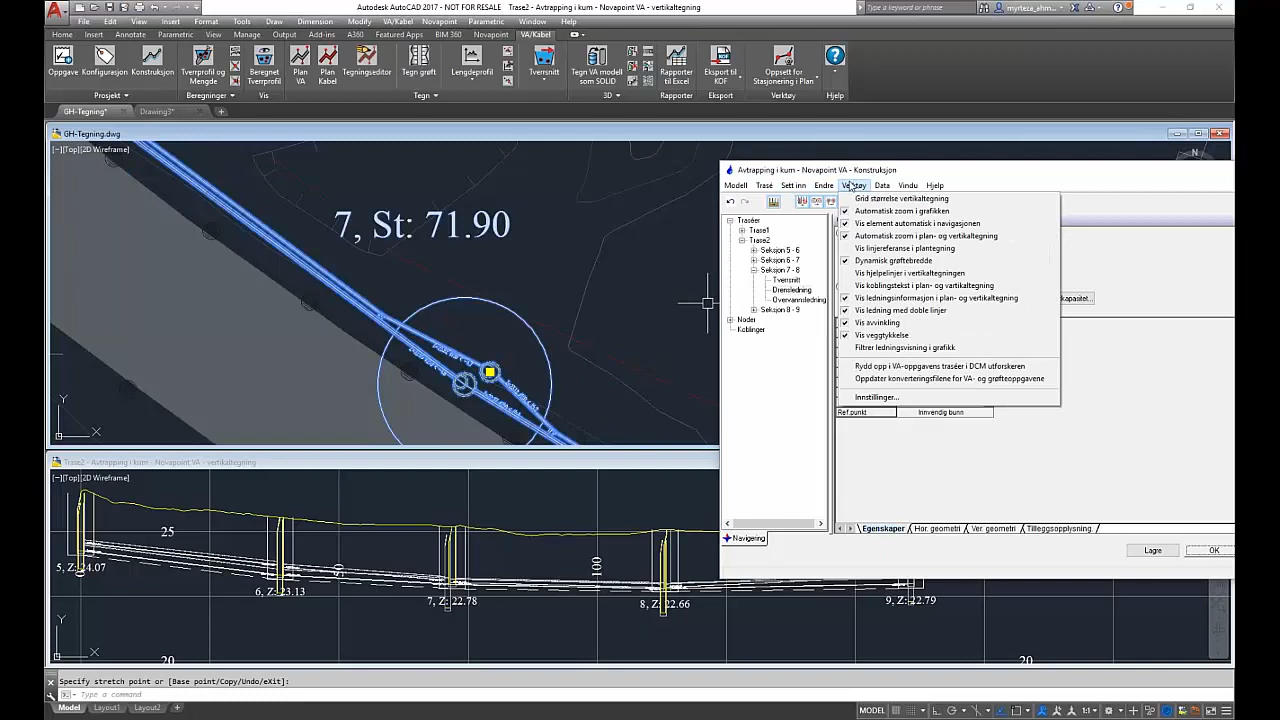 Autodesk AutoCAD 2017 - NOT FOR RESALE Trase2 - Avtrapping i kum - Novapoint VA - vertikaltegning
Type a keyword or phrase
myrteza_ahm...
File Edit View Insert Format Tools Draw Dimension Modify VA/Kabel Novapoint Parametric Window Help
Home Insert Annotate Parametric View Manage Output Add-ins A360 Featured Apps BIM 360 Novapoint VA/Kabel
Oppgave Konfigurasjon Konstruksjon
Tverrprofil og Mengde
Beregnet Tverrprofil
Plan VA
Plan Kabel
Tegningseditor
Tegn grøft
Lengdeprofil
Tverrsnitt
Tegn VA modell som SOLID
Rapporter til Excel
Eksport til KOF
Oppsett for Stasjonering i Plan
Hjelp
Prosjekt Beregninger Vis Tegn 3D Rapporter Eksport Verktøy Hjelp
GH-Tegning* Drawing3*
GH-Tegning.dwg
[−][Top][2D Wireframe]
N
7, St: 71.90
Y
X
Avtrapping i kum - Novapoint VA - Konstruksjon
Modell Trasé Sett inn Endre Verktøy Data Vindu Hjelp
Traséer
Trase1
Trase2
Seksjon 5 - 6
Seksjon 6 - 7
Seksjon 7 - 8
Tverrsnitt
Drensledning
Overvannsledning
Seksjon 8 - 9
Noder
Koblinger
Navigering
Grid størrelse vertikaltegning
Automatisk zoom i grafikken
Vis element automatisk i navigasjonen
Automatisk zoom i plan- og vertikaltegning
Vis linjereferanse i plantegning
Dynamisk grøftebredde
Vis hjelpelinjer i vertikaltegningen
Vis koblingstekst i plan- og vertikaltegning
Vis ledningsinformasjon i plan- og vertikaltegning
Vis ledning med doble linjer
Vis avvinkling
Vis veggtykkelse
Filtrer ledningsvisning i grafikk
Rydd opp i VA-oppgavens traséer i DCM utforskeren
Oppdater konverteringsfilene for VA- og grøfteoppgavene
Innstillinger...
kapasitet...
Ref.punkt Innvendig bunn
Egenskaper Hor. geometri Ver. geometri Tilleggsopplysning
Lagre OK
Trase2 - Avtrapping i kum - Novapoint VA - vertikaltegning
[−][Top][2D Wireframe]
25
5, Z: 24.07
6, Z: 23.13
7, Z: 22.78
100
8, Z: 22.66
9, Z: 22.79
Y
X
20
20
Specify stretch point or [Base point/Copy/Undo/eXit]:
Type a command
Model Layout1 Layout2 +
MODEL
1:1